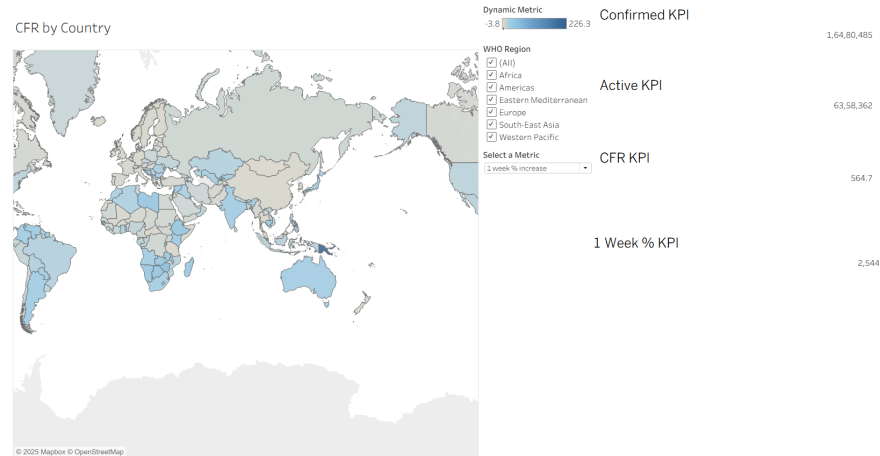 CFR by Country
Dynamic Metric
-3.8 226.3
WHO Region
(All)
Africa
Americas
Eastern Mediterranean
Europe
South-East Asia
Western Pacific
Select a Metric
1 week % increase
Confirmed KPI
1,64,80,485
Active KPI
63,58,362
CFR KPI
564.7
1 Week % KPI
2,544
© 2025 Mapbox © OpenStreetMap